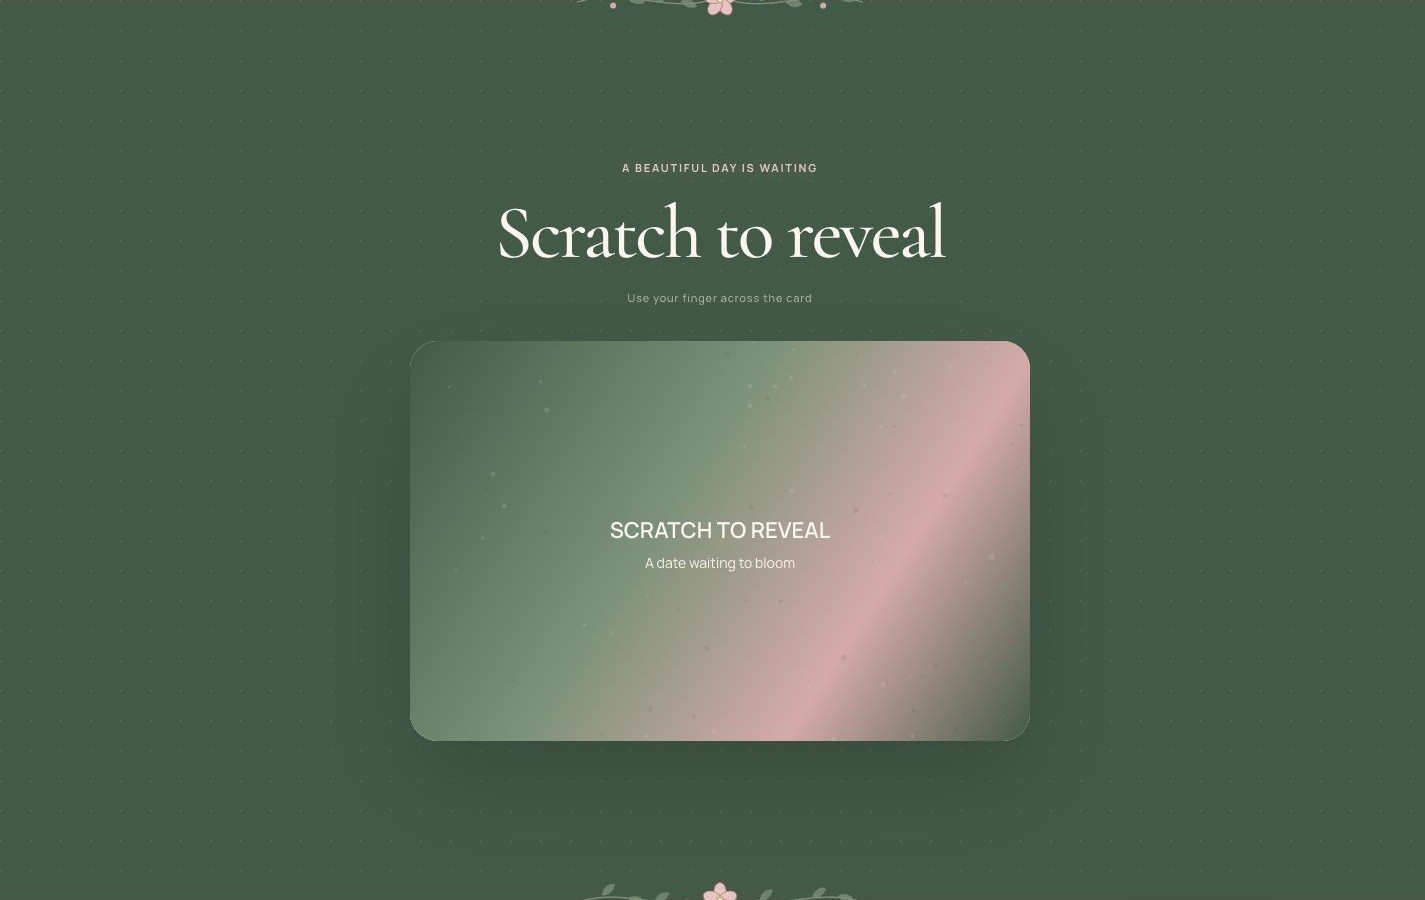 A BEAUTIFUL DAY IS WAITING
Scratch to reveal
Use your finger across the card
SCRATCH TO REVEAL
A date waiting to bloom